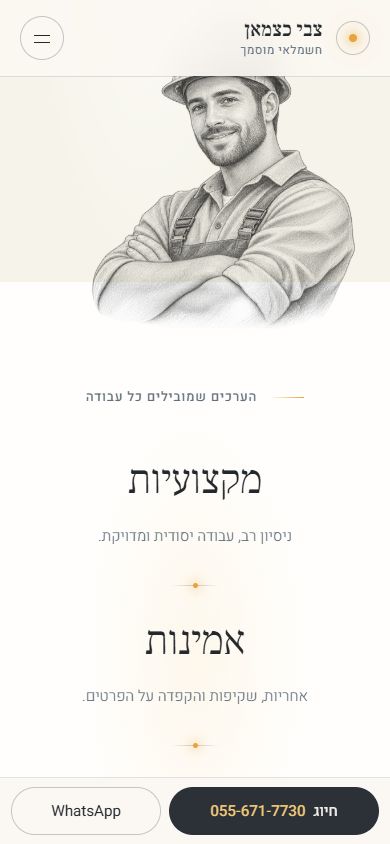 צבי כצמאן
חשמלאי מוסמך
הערכים שמובילים כל עבודה
מקצועיות
ניסיון רב, עבודה יסודית ומדויקת.
אמינות
אחריות, שקיפות והקפדה על הפרטים.
חיוג 055-671-7730
WhatsApp